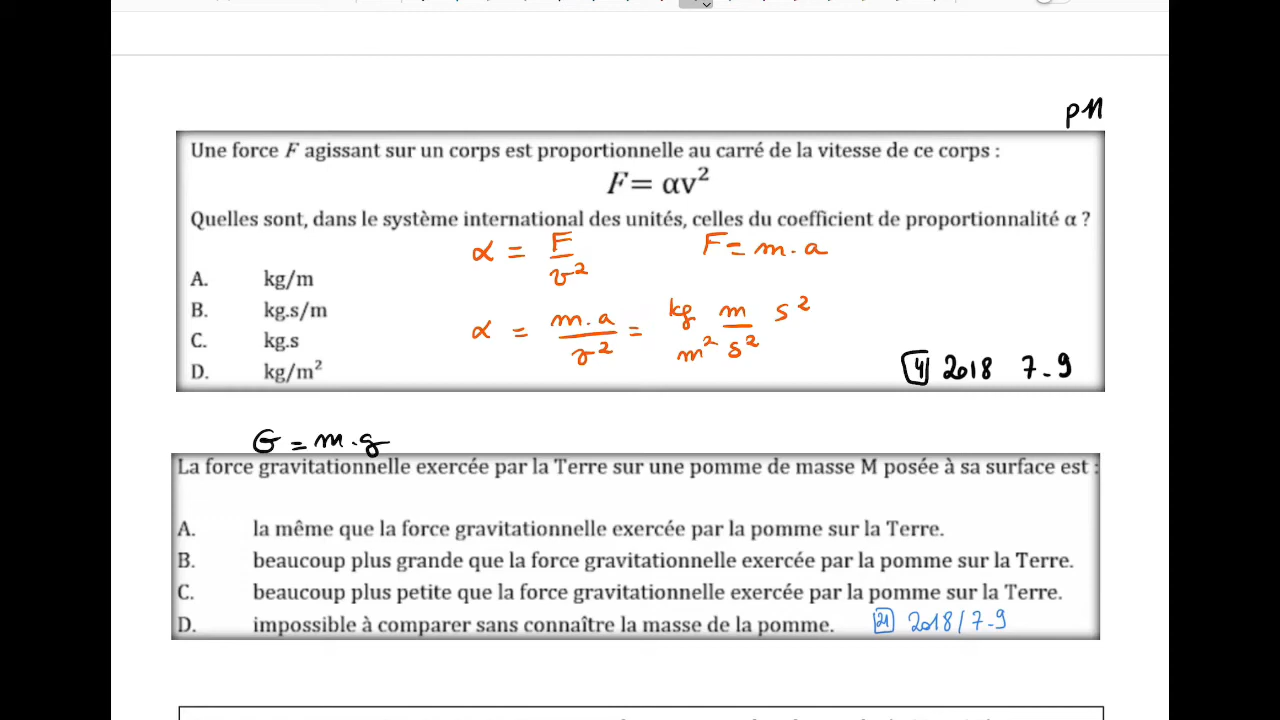 p11
Une force F agissant sur un corps est proportionnelle au carré de la vitesse de ce corps :
F= αv²
Quelles sont, dans le système international des unités, celles du coefficient de proportionnalité α ?
α = F / v² F = m.a
A. kg/m
B. kg.s/m
C. kg.s
D. kg/m²
α = m.a / v² = kg m s² / m² s²
4 2018 7-9
G = m.g
La force gravitationnelle exercée par la Terre sur une pomme de masse M posée à sa surface est :
A. la même que la force gravitationnelle exercée par la pomme sur la Terre.
B. beaucoup plus grande que la force gravitationnelle exercée par la pomme sur la Terre.
C. beaucoup plus petite que la force gravitationnelle exercée par la pomme sur la Terre.
D. impossible à comparer sans connaître la masse de la pomme.
21 2018/7-9